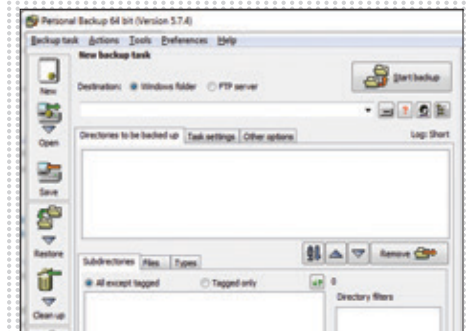 Personal Backup 64 bit (Version 5.7.4)
Backup task Actions Tools Preferences Help
New backup task
New
Destination: Windows folder FTP server
Start backup
Open
Directories to be backed up Task settings Other options Log: Short
Save
Restore
Subdirectories Files Types Remove
All except tagged Tagged only 0
Directory filters
Clean up